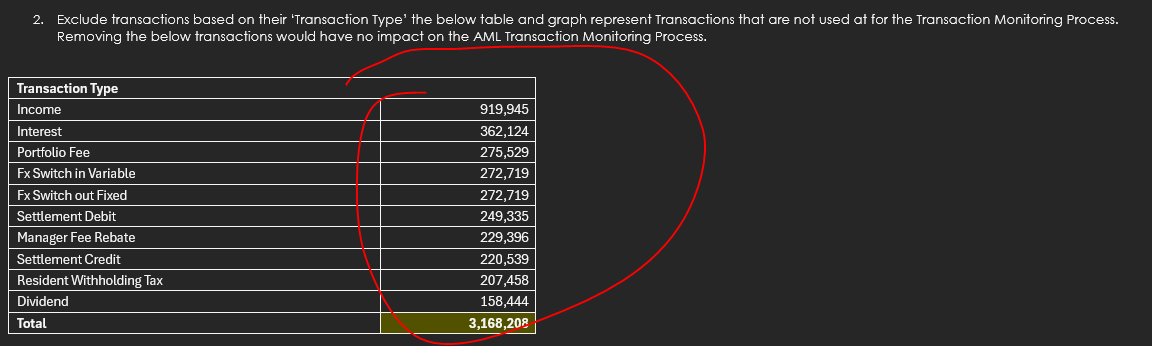 2. Exclude transactions based on their 'Transaction Type' the below table and graph represent Transactions that are not used at for the Transaction Monitoring Process.
Removing the below transactions would have no impact on the AML Transaction Monitoring Process.
Transaction Type
Income 919,945
Interest 362,124
Portfolio Fee 275,529
Fx Switch in Variable 272,719
Fx Switch out Fixed 272,719
Settlement Debit 249,335
Manager Fee Rebate 229,396
Settlement Credit 220,539
Resident Withholding Tax 207,458
Dividend 158,444
Total 3,168,208